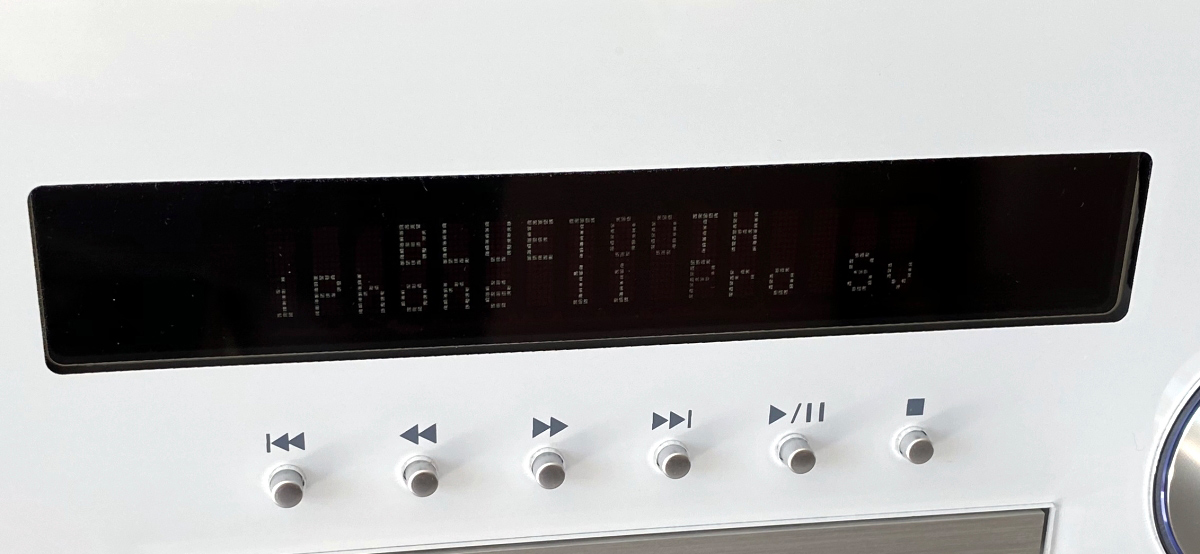 BLUETOOTH
iPhone 11 Pro Sv